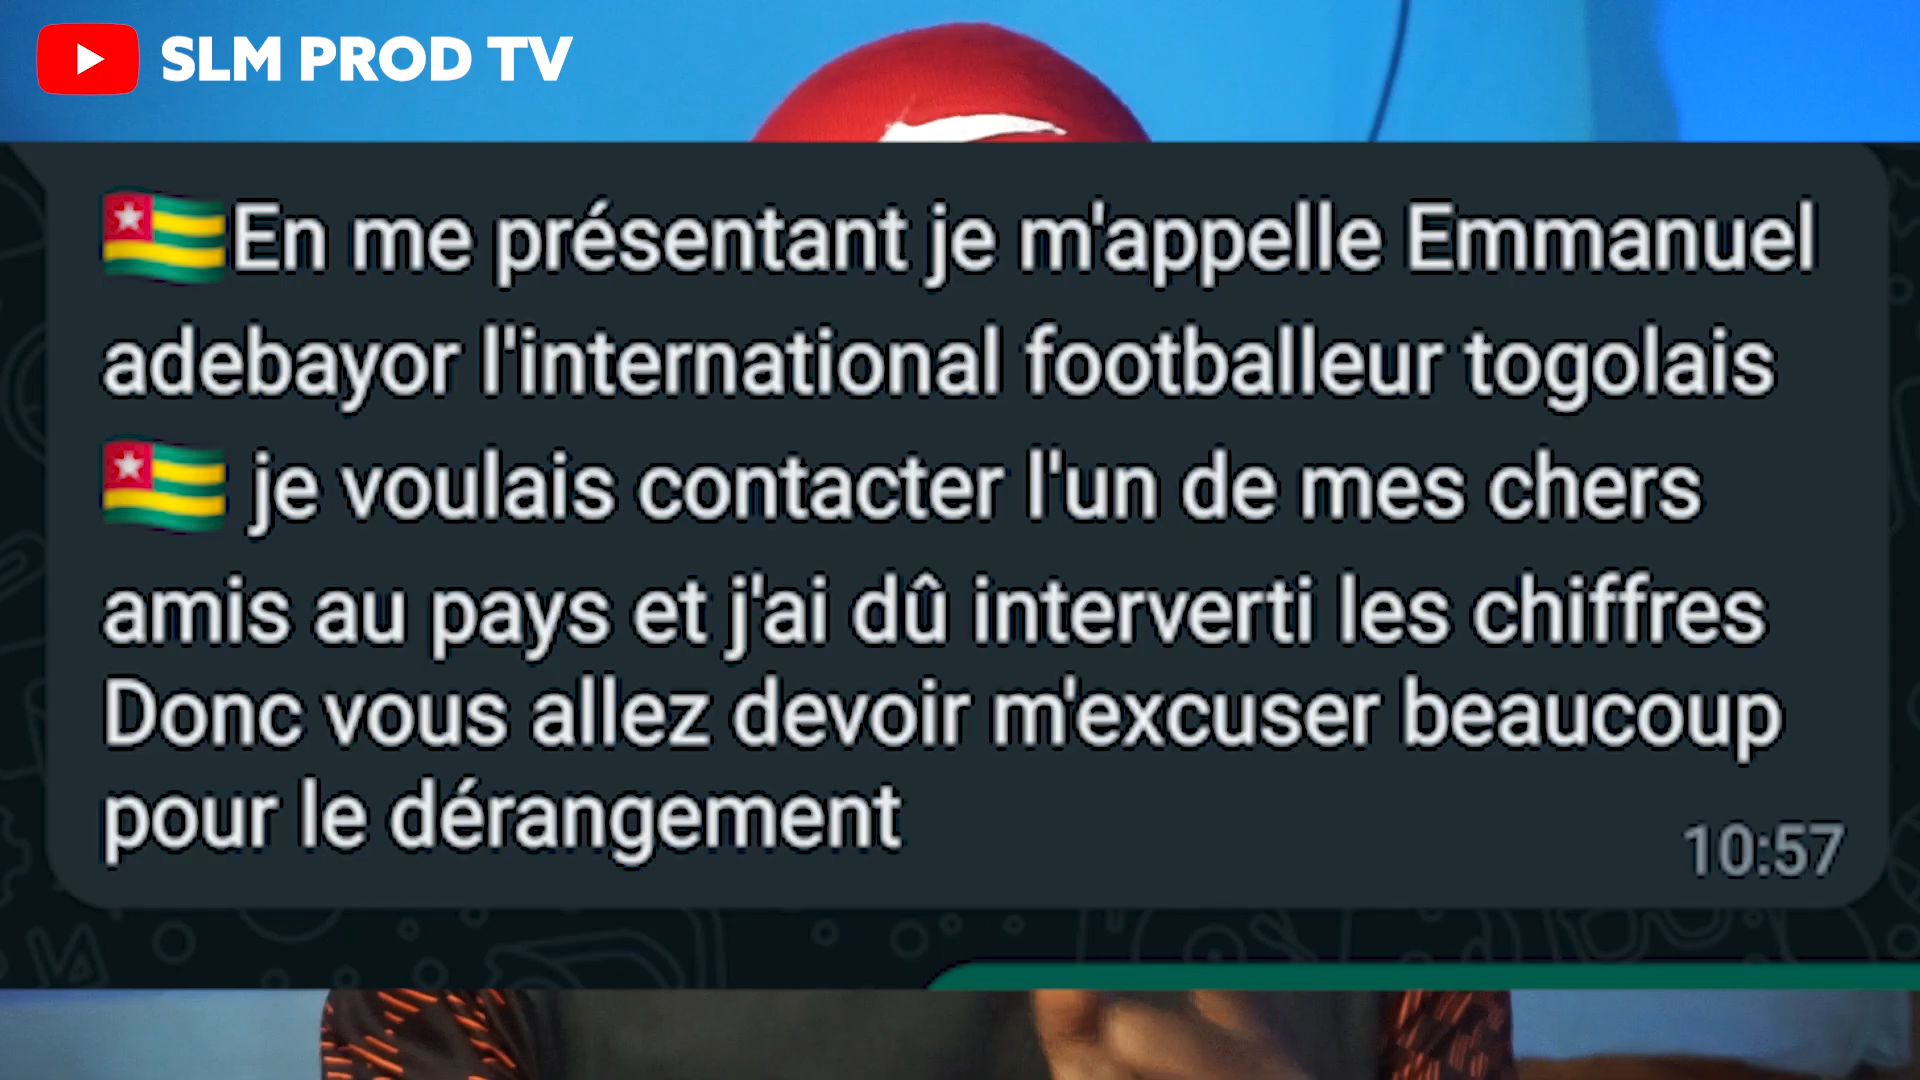 SLM PROD TV
🇹🇬En me présentant je m'appelle Emmanuel
adebayor l'international footballeur togolais
🇹🇬 je voulais contacter l'un de mes chers
amis au pays et j'ai dû interverti les chiffres
Donc vous allez devoir m'excuser beaucoup
pour le dérangement
10:57